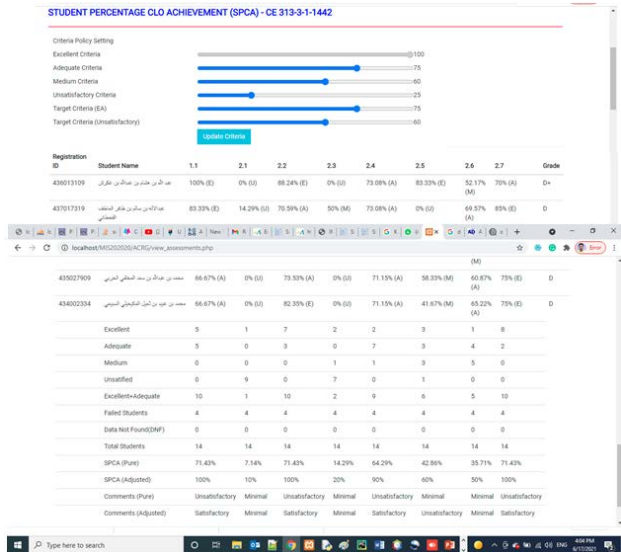 STUDENT PERCENTAGE CLO ACHIEVEMENT (SPCA) - CE 313-3-1-1442
Criteria Policy Setting
Excellent Criteria 100
Adequate Criteria 75
Medium Criteria 60
Unsatisfactory Criteria 25
Target Criteria (EA) 75
Target Criteria (Unsatisfactory) 60
Update Criteria
Registration ID Student Name 1.1 2.1 2.2 2.3 2.4 2.5 2.6 2.7 Grade
436013109 100% (E) 0% (U) 88.24% (E) 0% (U) 73.08% (A) 83.33% (E) 52.17% (M) 70% (A) D+
437017319 83.33% (E) 14.29% (U) 70.59% (A) 50% (M) 73.08% (A) 0% (U) 69.57% (A) 85% (E) D
localhost/MIS202020/ACRG/view_assessments.php Error
(M)
435027909 66.67% (A) 0% (U) 73.53% (A) 0% (U) 71.15% (A) 58.33% (M) 60.87% (A) 75% (E) D
434002334 66.67% (A) 0% (U) 82.35% (E) 0% (U) 71.15% (A) 41.67% (M) 65.22% (A) 75% (E) D
Excellent 5 1 7 2 2 3 1 8
Adequate 5 0 3 0 7 3 4 2
Medium 0 0 0 1 1 3 5 0
Unsatified 0 9 0 7 0 1 0 0
Excellent+Adequate 10 1 10 2 9 6 5 10
Failed Students 4 4 4 4 4 4 4 4
Data Not Found(DNF) 0 0 0 0 0 0 0 0
Total Students 14 14 14 14 14 14 14 14
SPCA (Pure) 71.43% 7.14% 71.43% 14.29% 64.29% 42.86% 35.71% 71.43%
SPCA (Adjusted) 100% 10% 100% 20% 90% 60% 50% 100%
Comments (Pure) Unsatisfactory Minimal Unsatisfactory Minimal Unsatisfactory Minimal Minimal Unsatisfactory
Comments (Adjusted) Satisfactory Minimal Satisfactory Minimal Satisfactory Unsatisfactory Minimal Satisfactory
Type here to search ENG 4:04 PM
6/17/2021